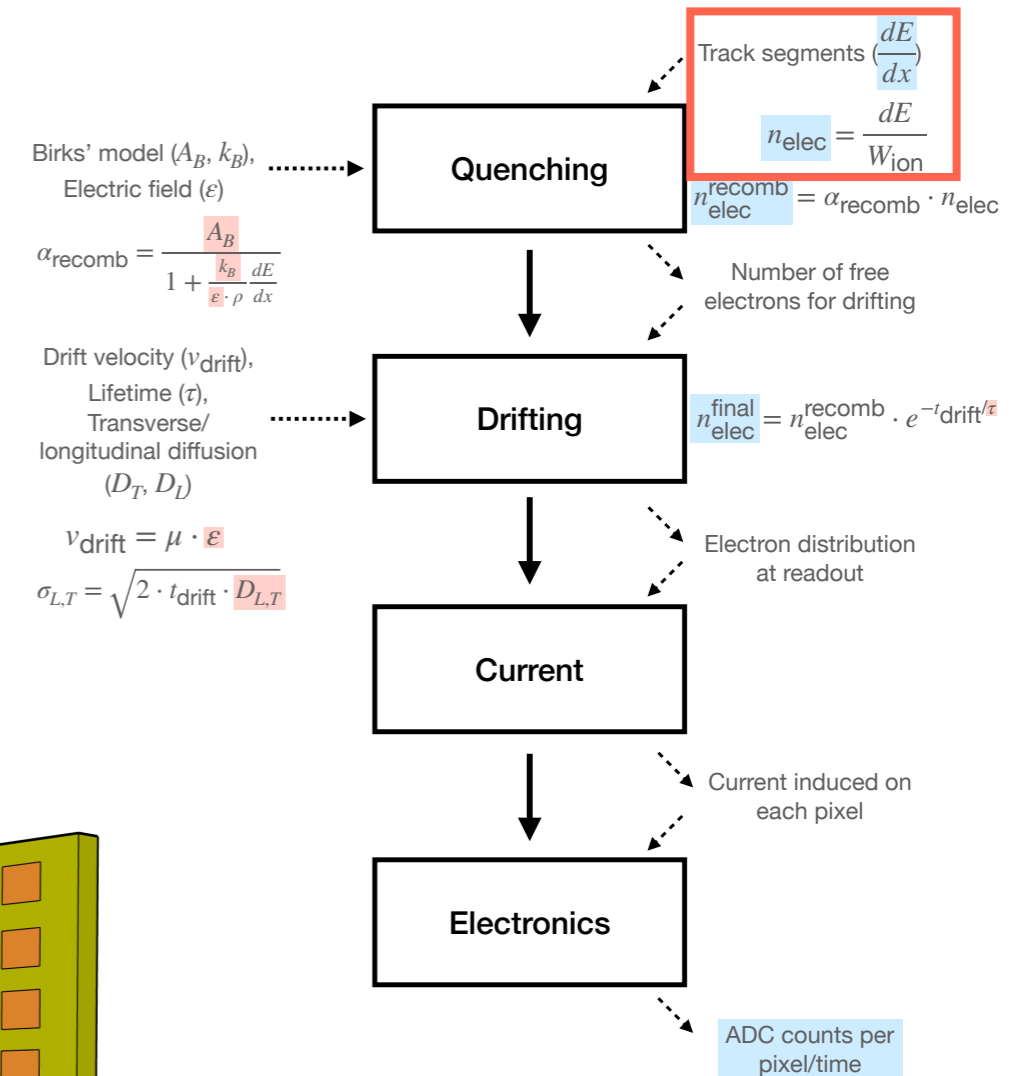 Track segments (dE/dx)
n_elec = dE/W_ion
Quenching
Birks' model (A_B, k_B),
Electric field (ε)
n_elec^recomb = α_recomb · n_elec
α_recomb = A_B / (1 + k_B/(ε · ρ) dE/dx)
Number of free
electrons for drifting
Drift velocity (v_drift),
Lifetime (τ),
Transverse/
longitudinal diffusion
(D_T, D_L)
Drifting
n_elec^final = n_elec^recomb · e^(−t_drift/τ)
v_drift = μ · ε
σ_L,T = √(2 · t_drift · D_L,T)
Electron distribution
at readout
Current
Current induced on
each pixel
Electronics
ADC counts per
pixel/time